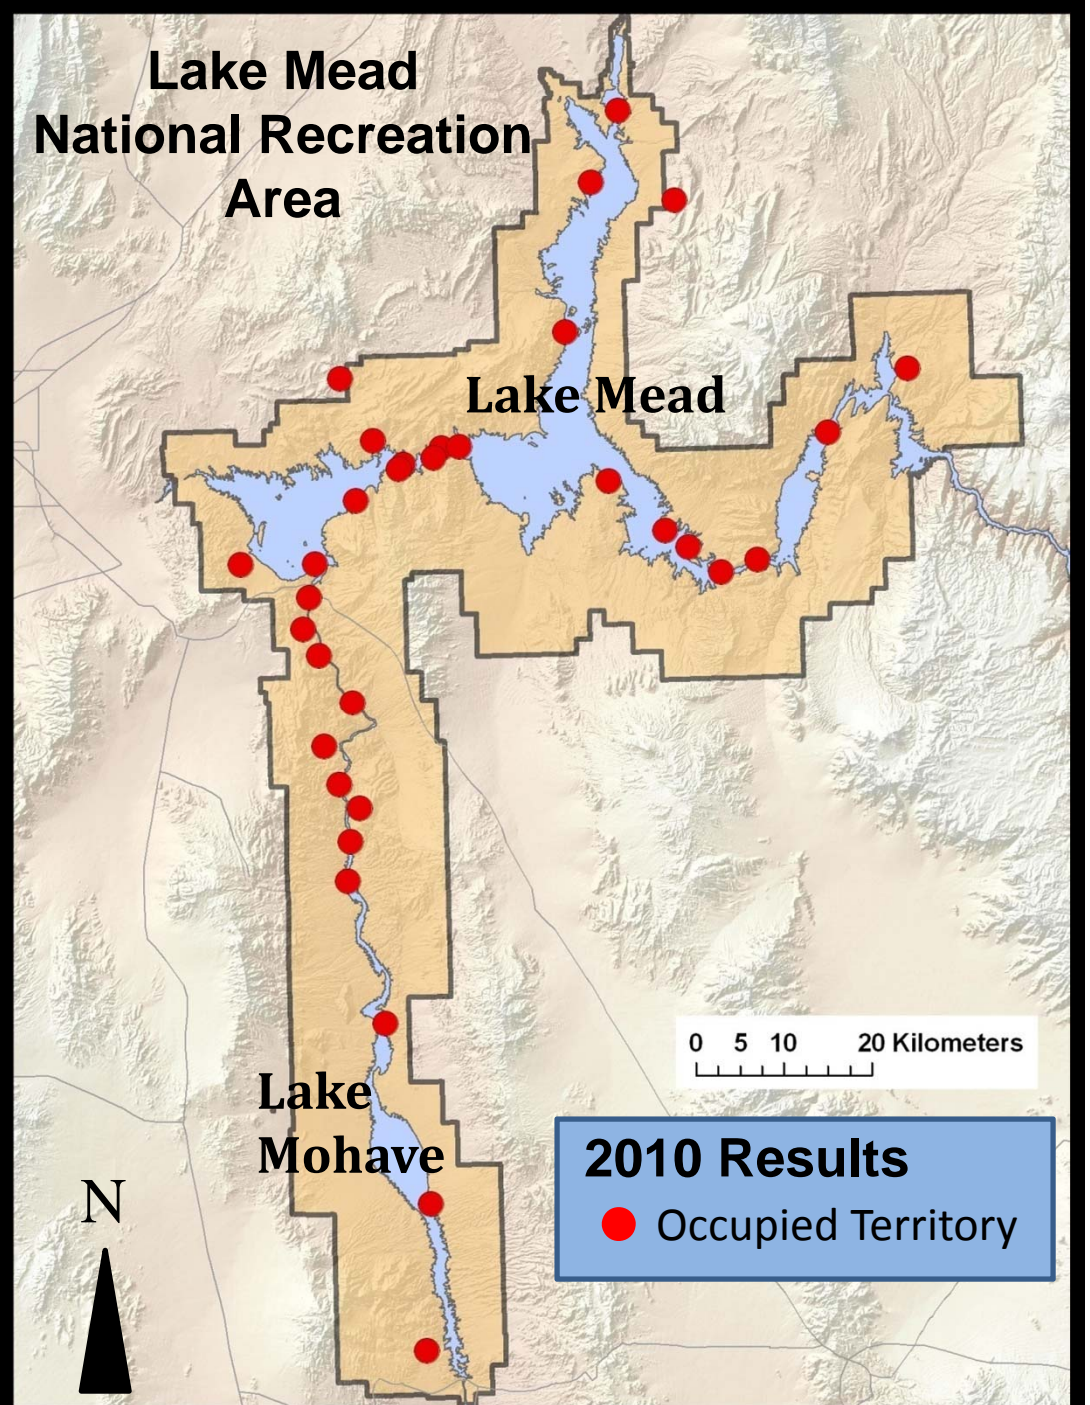 Lake Mead
National Recreation
Area
Lake Mead
0 5 10 20 Kilometers
Lake
Mohave
2010 Results
Occupied Territory
N